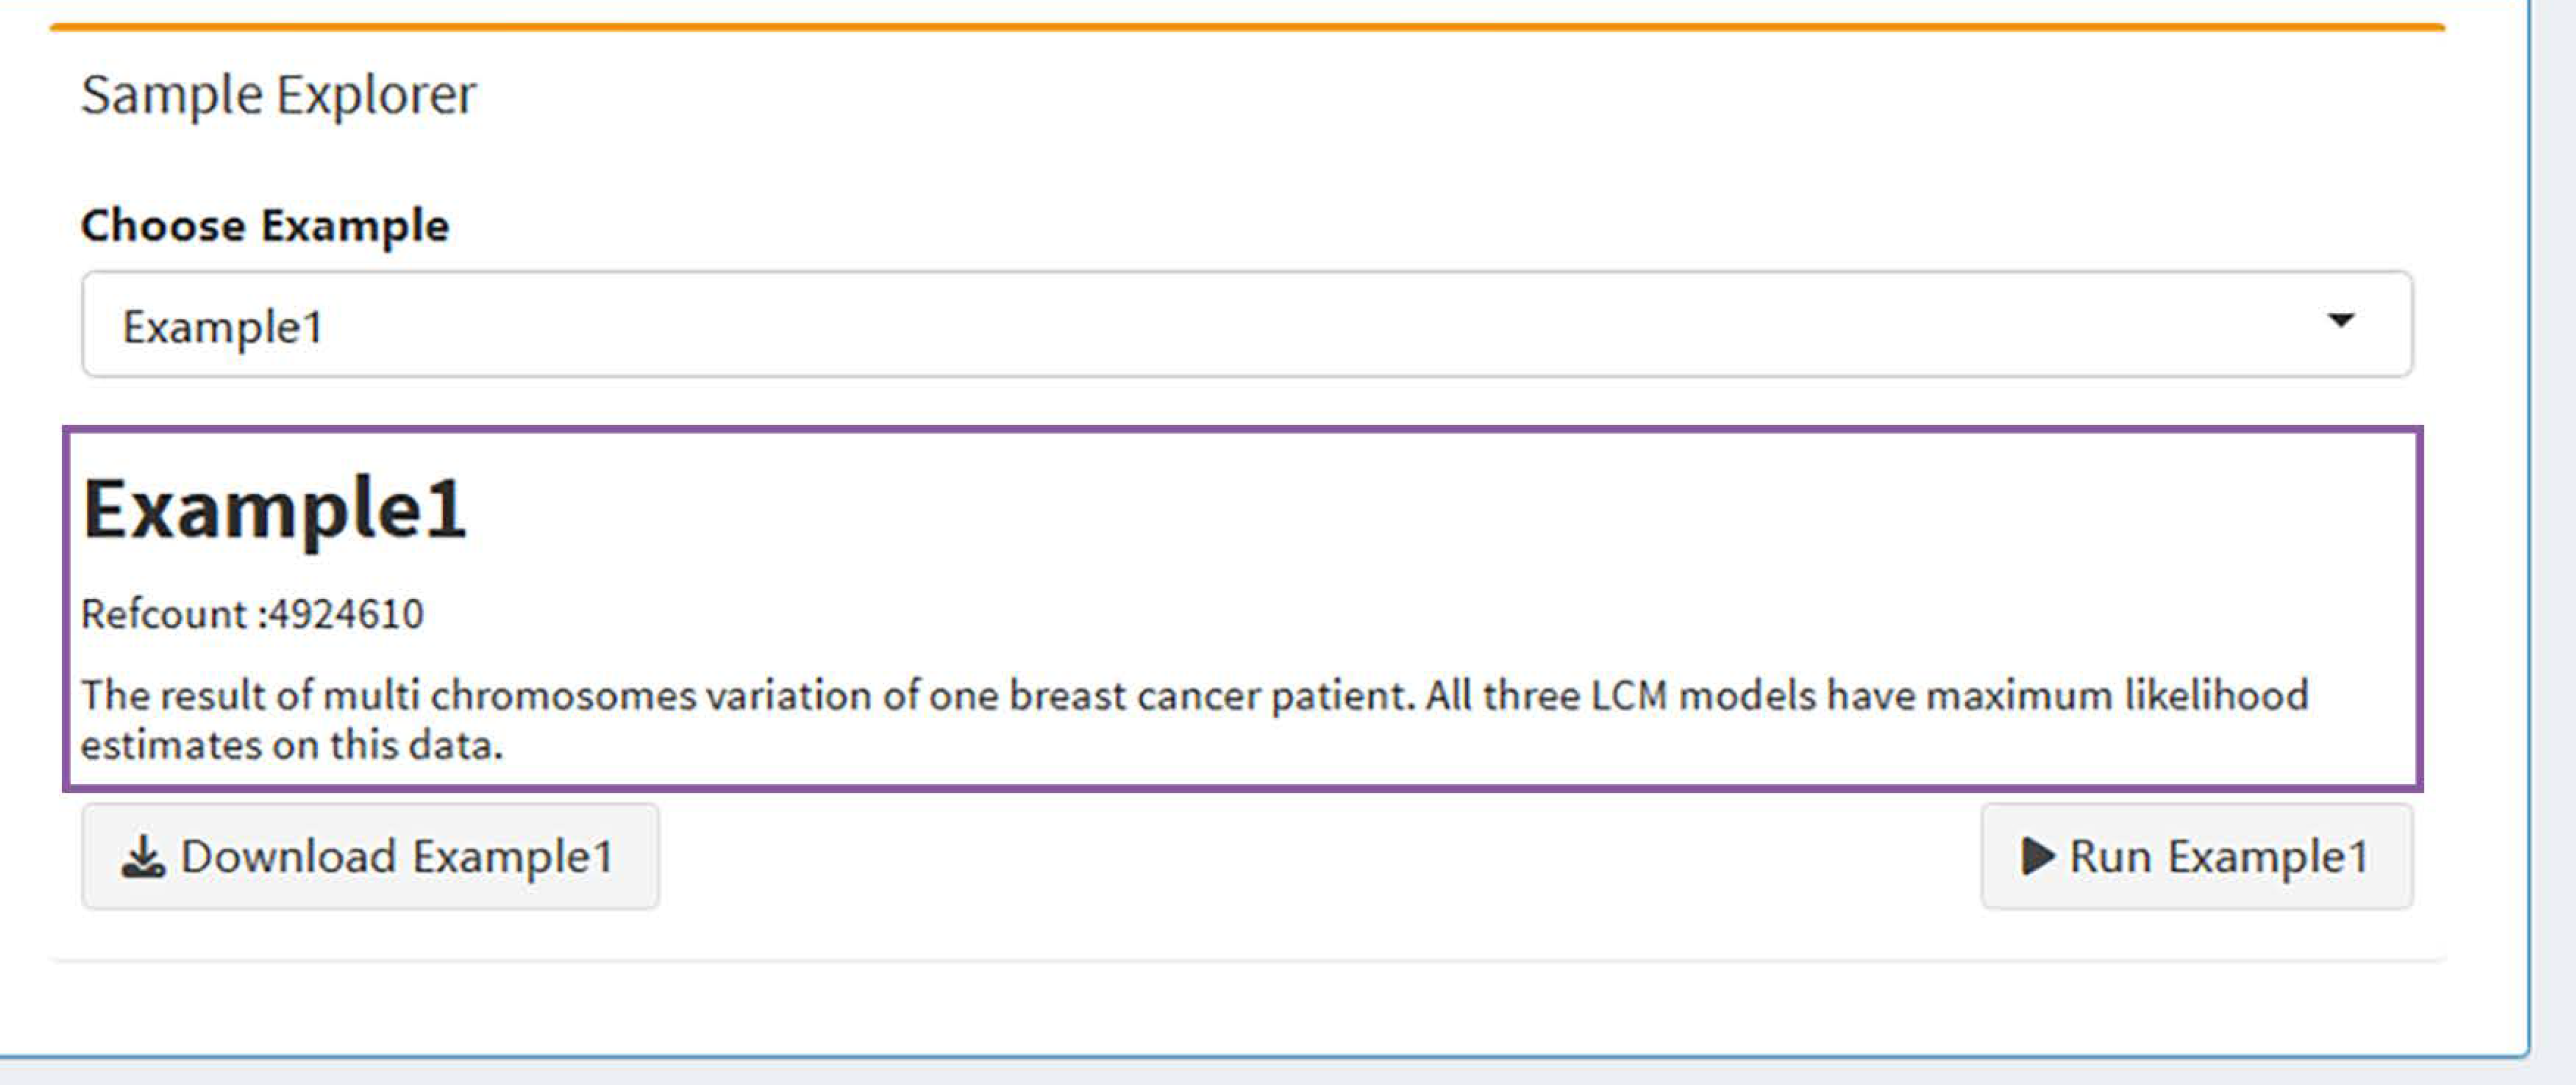 Sample Explorer
Choose Example
Example1
Example1
Refcount :4924610
The result of multi chromosomes variation of one breast cancer patient. All three LCM models have maximum likelihood
estimates on this data.
Download Example1
Run Example1